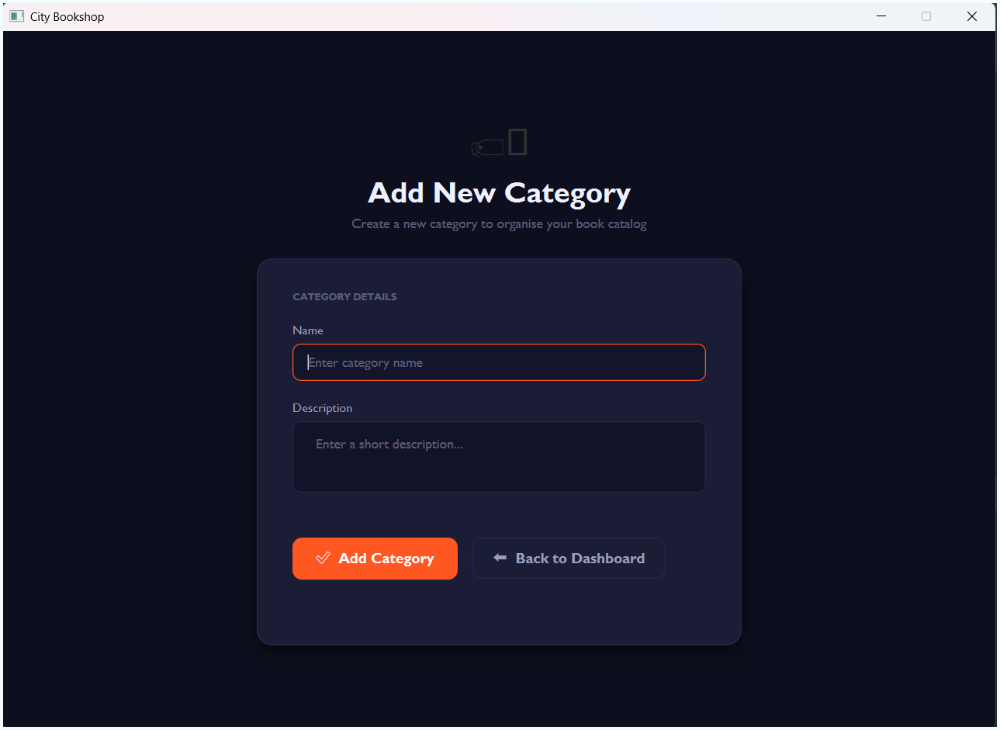 City Bookshop
Add New Category
Create a new category to organise your book catalog
CATEGORY DETAILS
Name
Enter category name
Description
Enter a short description...
Add Category
Back to Dashboard